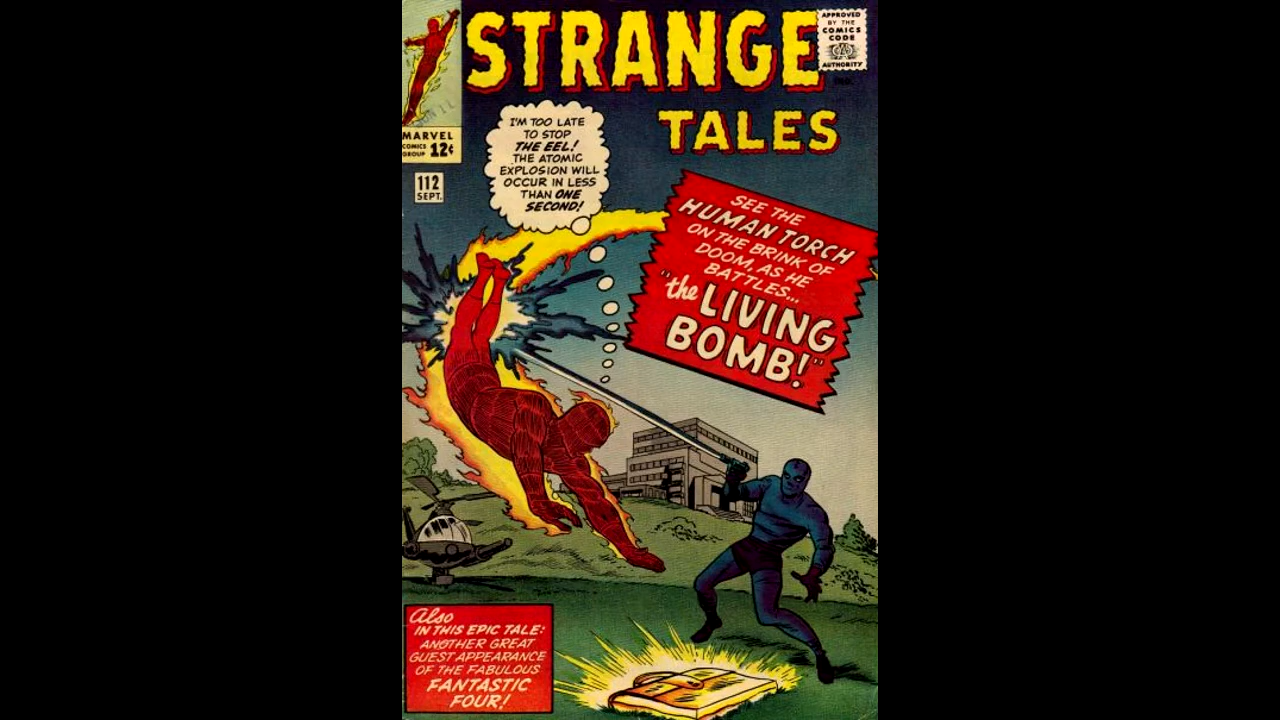 STRANGE
TALES
APPROVED
BY THE
COMICS
CODE
AUTHORITY
MARVEL
COMICS
GROUP 12¢
112
SEPT.
I'M TOO LATE
TO STOP
THE EEL!
THE ATOMIC
EXPLOSION WILL
OCCUR IN LESS
THAN ONE
SECOND!
SEE THE
HUMAN TORCH
ON THE BRINK OF
DOOM, AS HE
BATTLES...
"the LIVING
BOMB!"
Also
IN THIS EPIC TALE:
ANOTHER GREAT
GUEST APPEARANCE
OF THE FABULOUS
FANTASTIC
FOUR!